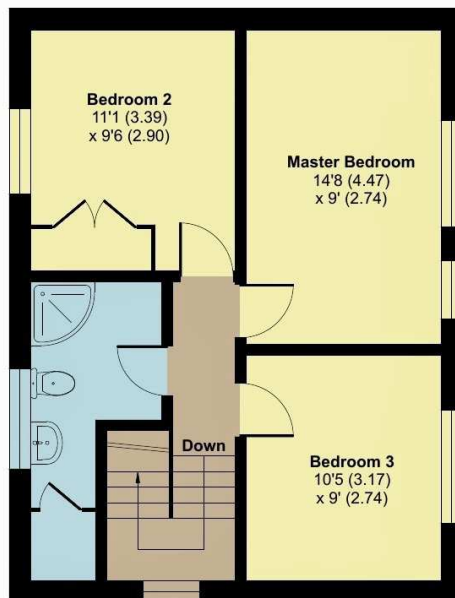 Bedroom 2
11'1 (3.39)
x 9'6 (2.90)
Master Bedroom
14'8 (4.47)
x 9' (2.74)
Down
Bedroom 3
10'5 (3.17)
x 9' (2.74)